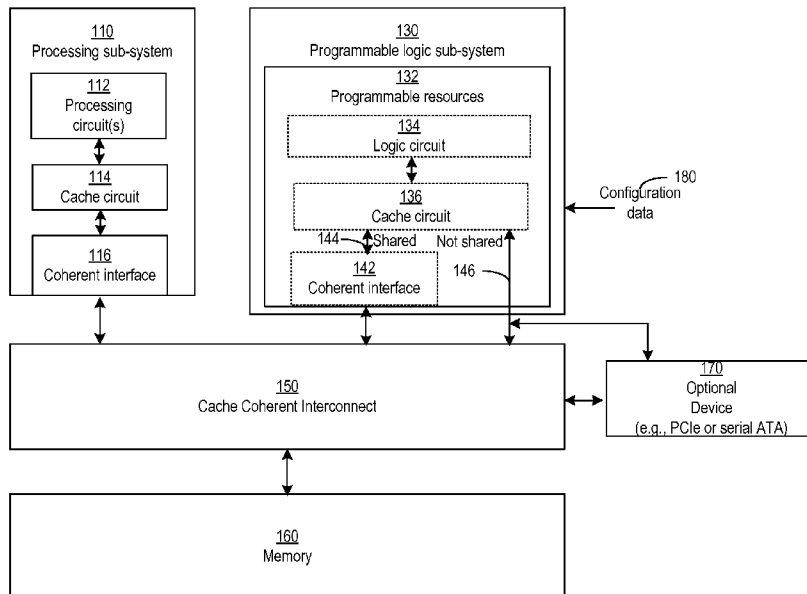 110
Processing sub-system
112
Processing
circuit(s)
114
Cache circuit
116
Coherent interface
130
Programmable logic sub-system
132
Programmable resources
134
Logic circuit
136
Cache circuit
144
Shared
Not shared
142
Coherent interface
146
180
Configuration
data
150
Cache Coherent Interconnect
170
Optional
Device
(e.g., PCIe or serial ATA)
160
Memory